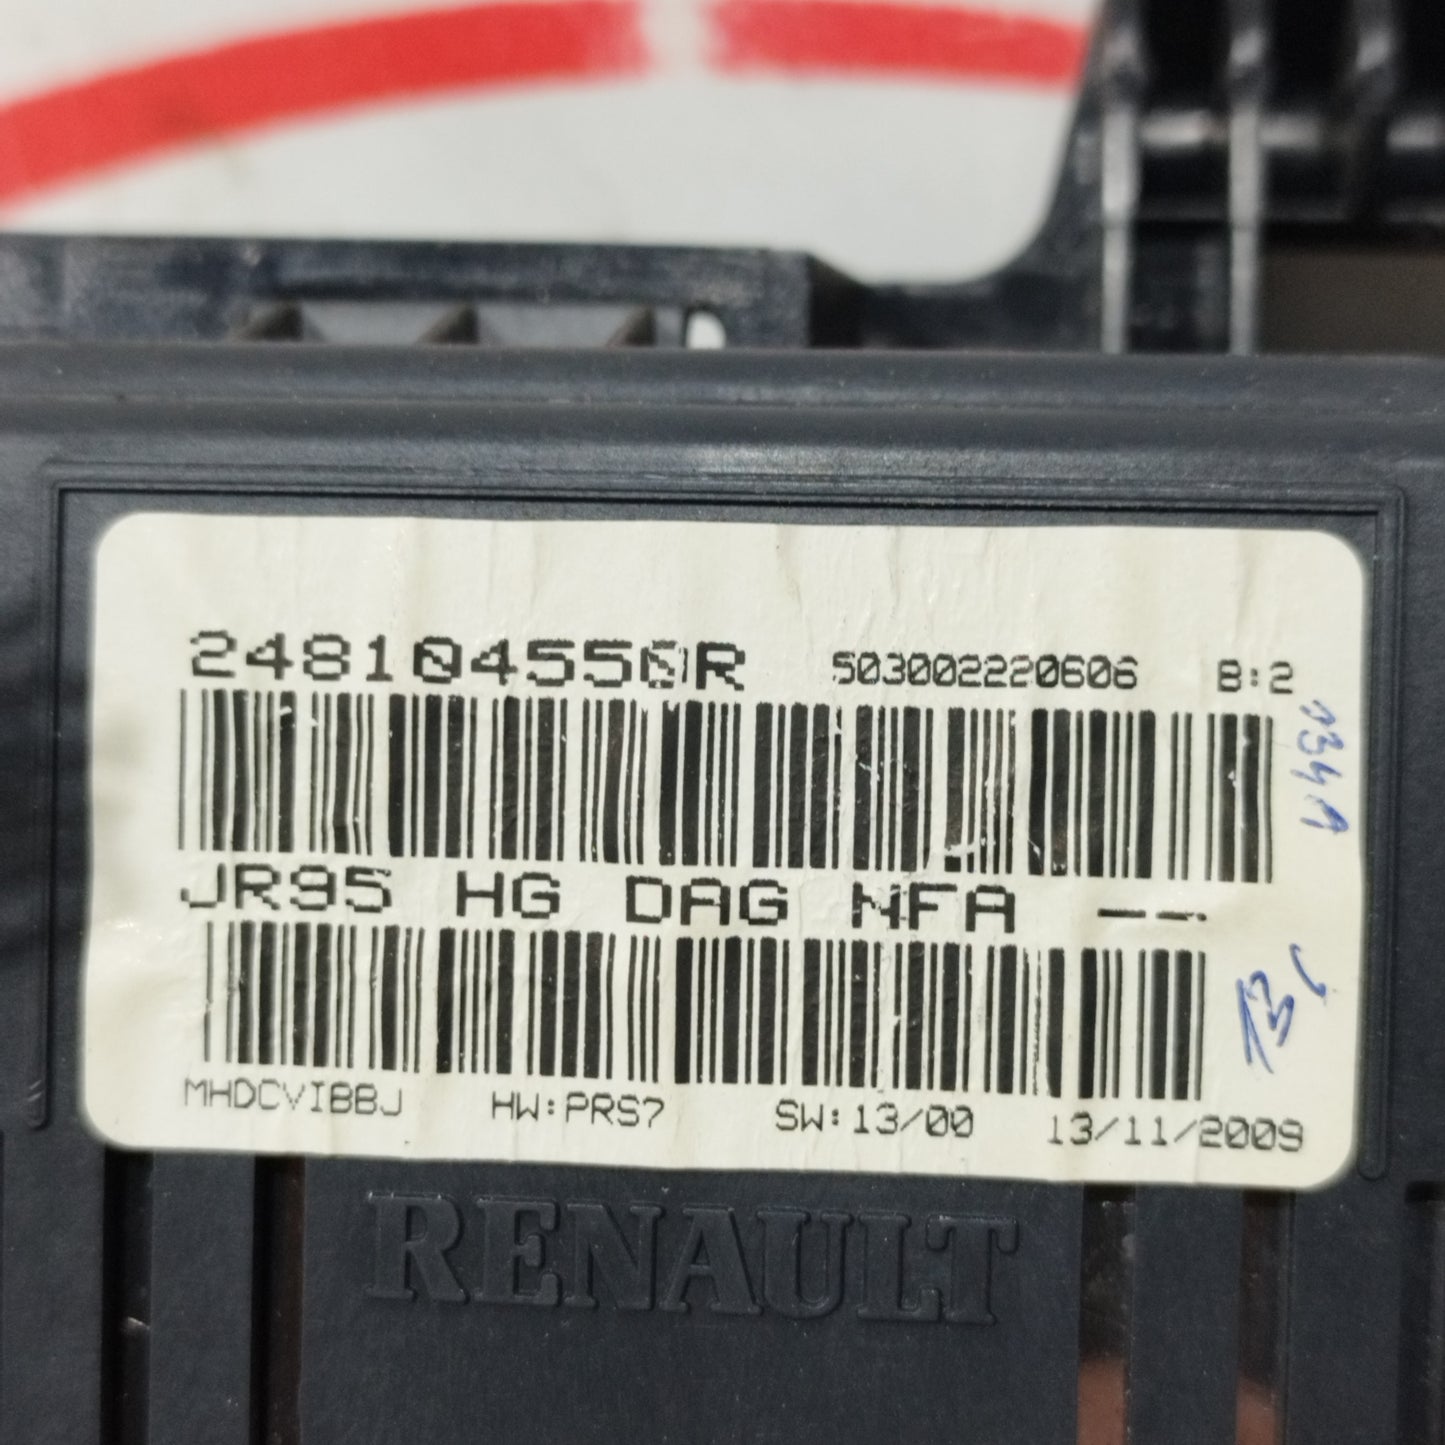 248104550R 503002220606 B:2
JR95 HG DAG NFA --
MHDCVIBBJ HW:PRS7 SW:13/00 13/11/2009
RENAULT